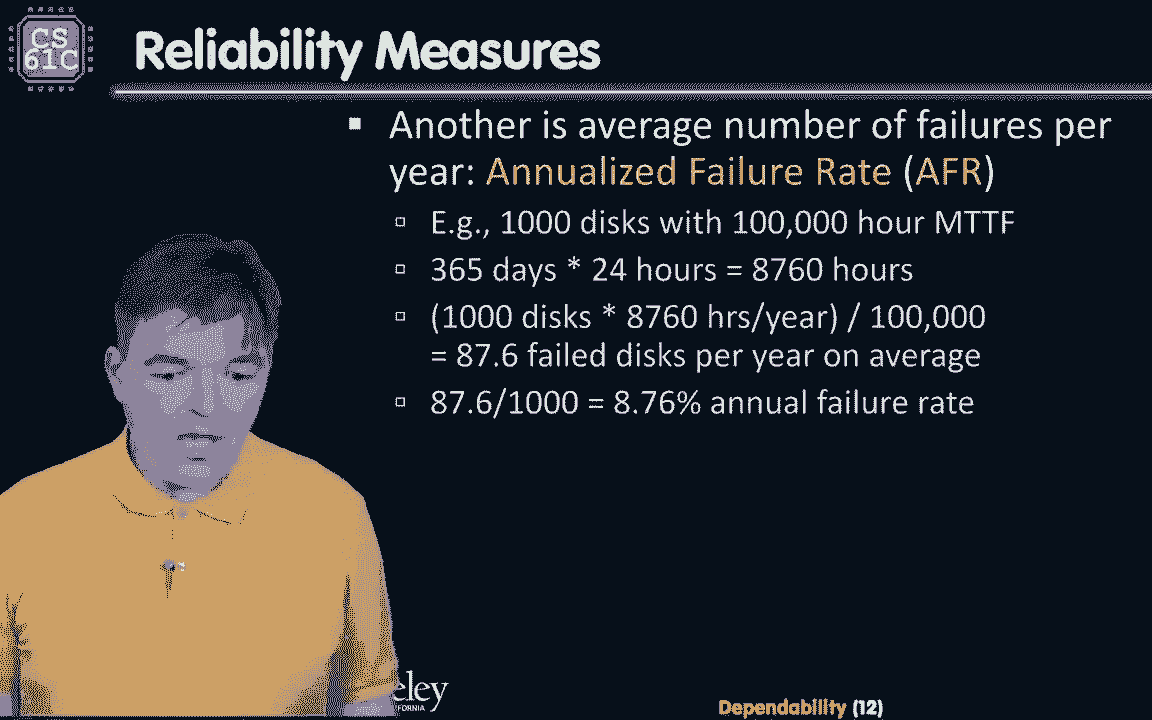 CS
61C
Reliability Measures
▪ Another is average number of failures per
year: Annualized Failure Rate (AFR)
▫ E.g., 1000 disks with 100,000 hour MTTF
▫ 365 days * 24 hours = 8760 hours
▫ (1000 disks * 8760 hrs/year) / 100,000
= 87.6 failed disks per year on average
▫ 87.6/1000 = 8.76% annual failure rate
eley
FORNIA
Dependability (12)